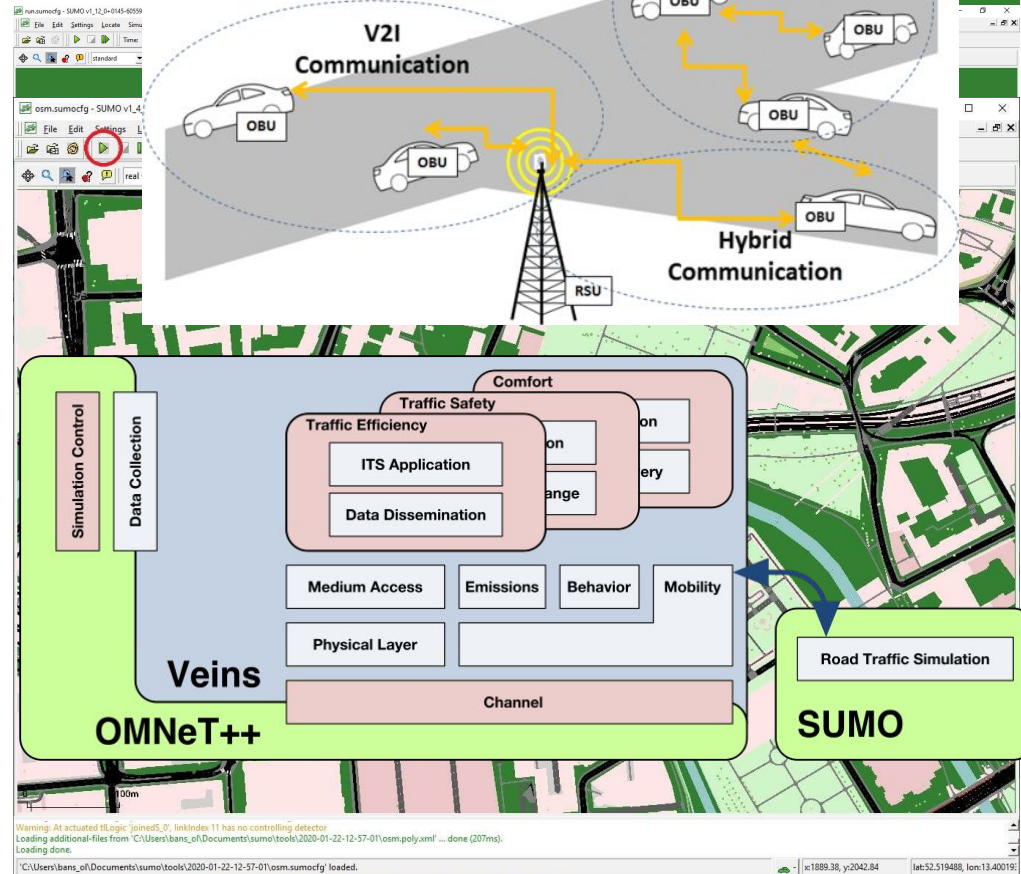 run.sumocfg - SUMO v1_12_0+0145-60559
File Edit Settings Locate Simu
Time:
standard
osm.sumocfg - SUMO v1_4
File Edit Settings L
real
V2I
Communication
OBU
OBU
OBU
OBU
OBU
OBU
Hybrid
Communication
RSU
Comfort
Traffic Safety
Traffic Efficiency
on
on
ITS Application
ange
ery
Data Dissemination
Simulation Control
Data Collection
Medium Access
Emissions
Behavior
Mobility
Physical Layer
Road Traffic Simulation
Veins
Channel
OMNeT++
SUMO
0
100m
Warning: At actuated tlLogic 'joinedS_0', linkIndex 11 has no controlling detector
Loading additional-files from 'C:\Users\bans_ol\Documents\sumo\tools\2020-01-22-12-57-01\osm.poly.xml' ... done (207ms).
Loading done.
'C:\Users\bans_ol\Documents\sumo\tools\2020-01-22-12-57-01\osm.sumocfg' loaded.
x:1889.38, y:2042.84
lat:52.519488, lon:13.40019